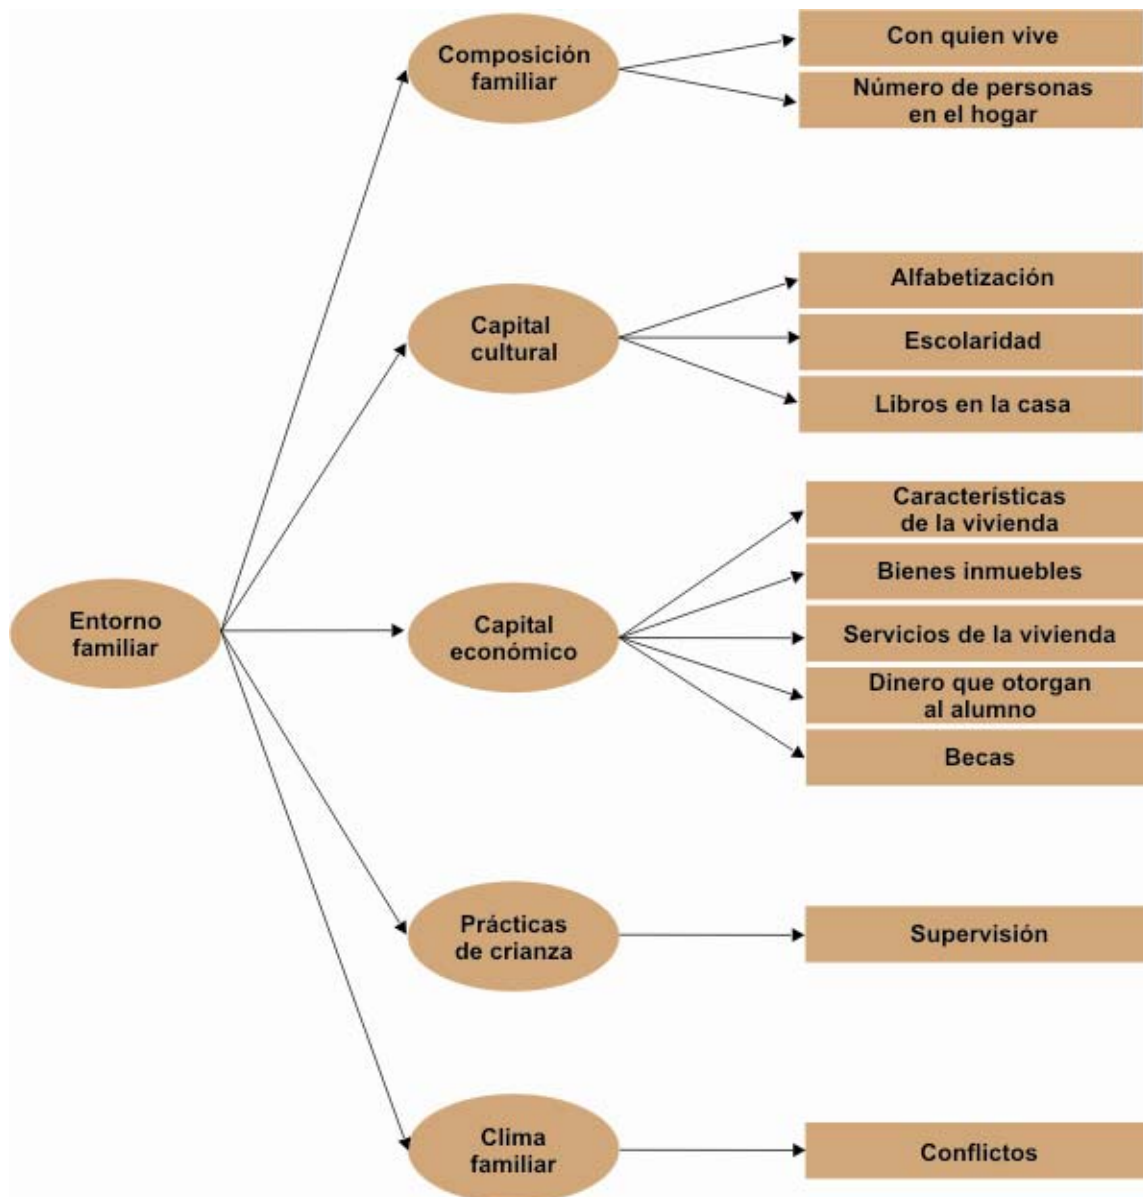 Entorno
familiar
Composición
familiar
Con quien vive
Número de personas
en el hogar
Capital
cultural
Alfabetización
Escolaridad
Libros en la casa
Capital
económico
Características
de la vivienda
Bienes inmuebles
Servicios de la vivienda
Dinero que otorgan
al alumno
Becas
Prácticas
de crianza
Supervisión
Clima
familiar
Conflictos